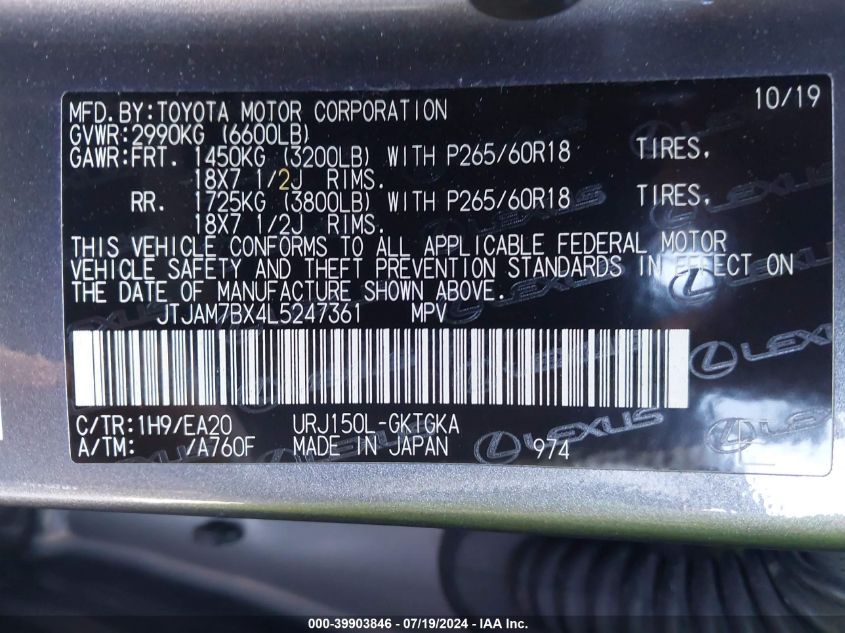 MFD.BY:TOYOTA MOTOR CORPORATION 10/19
GVWR:2990KG (6600LB)
GAWR:FRT. 1450KG (3200LB) WITH P265/60R18 TIRES,
18X7 1/2J RIMS.
RR. 1725KG (3800LB) WITH P265/60R18 TIRES,
18X7 1/2J RIMS.
THIS VEHICLE CONFORMS TO ALL APPLICABLE FEDERAL MOTOR
VEHICLE SAFETY AND THEFT PREVENTION STANDARDS IN EFFECT ON
THE DATE OF MANUFACTURE SHOWN ABOVE.
JTJAM7BX4L5247361 MPV
LEXUS LEXUS
C/TR:1H9/EA20 URJ150L-GKTGKA
A/TM: /A760F MADE IN JAPAN 974
000-39903846 - 07/19/2024 - IAA Inc.